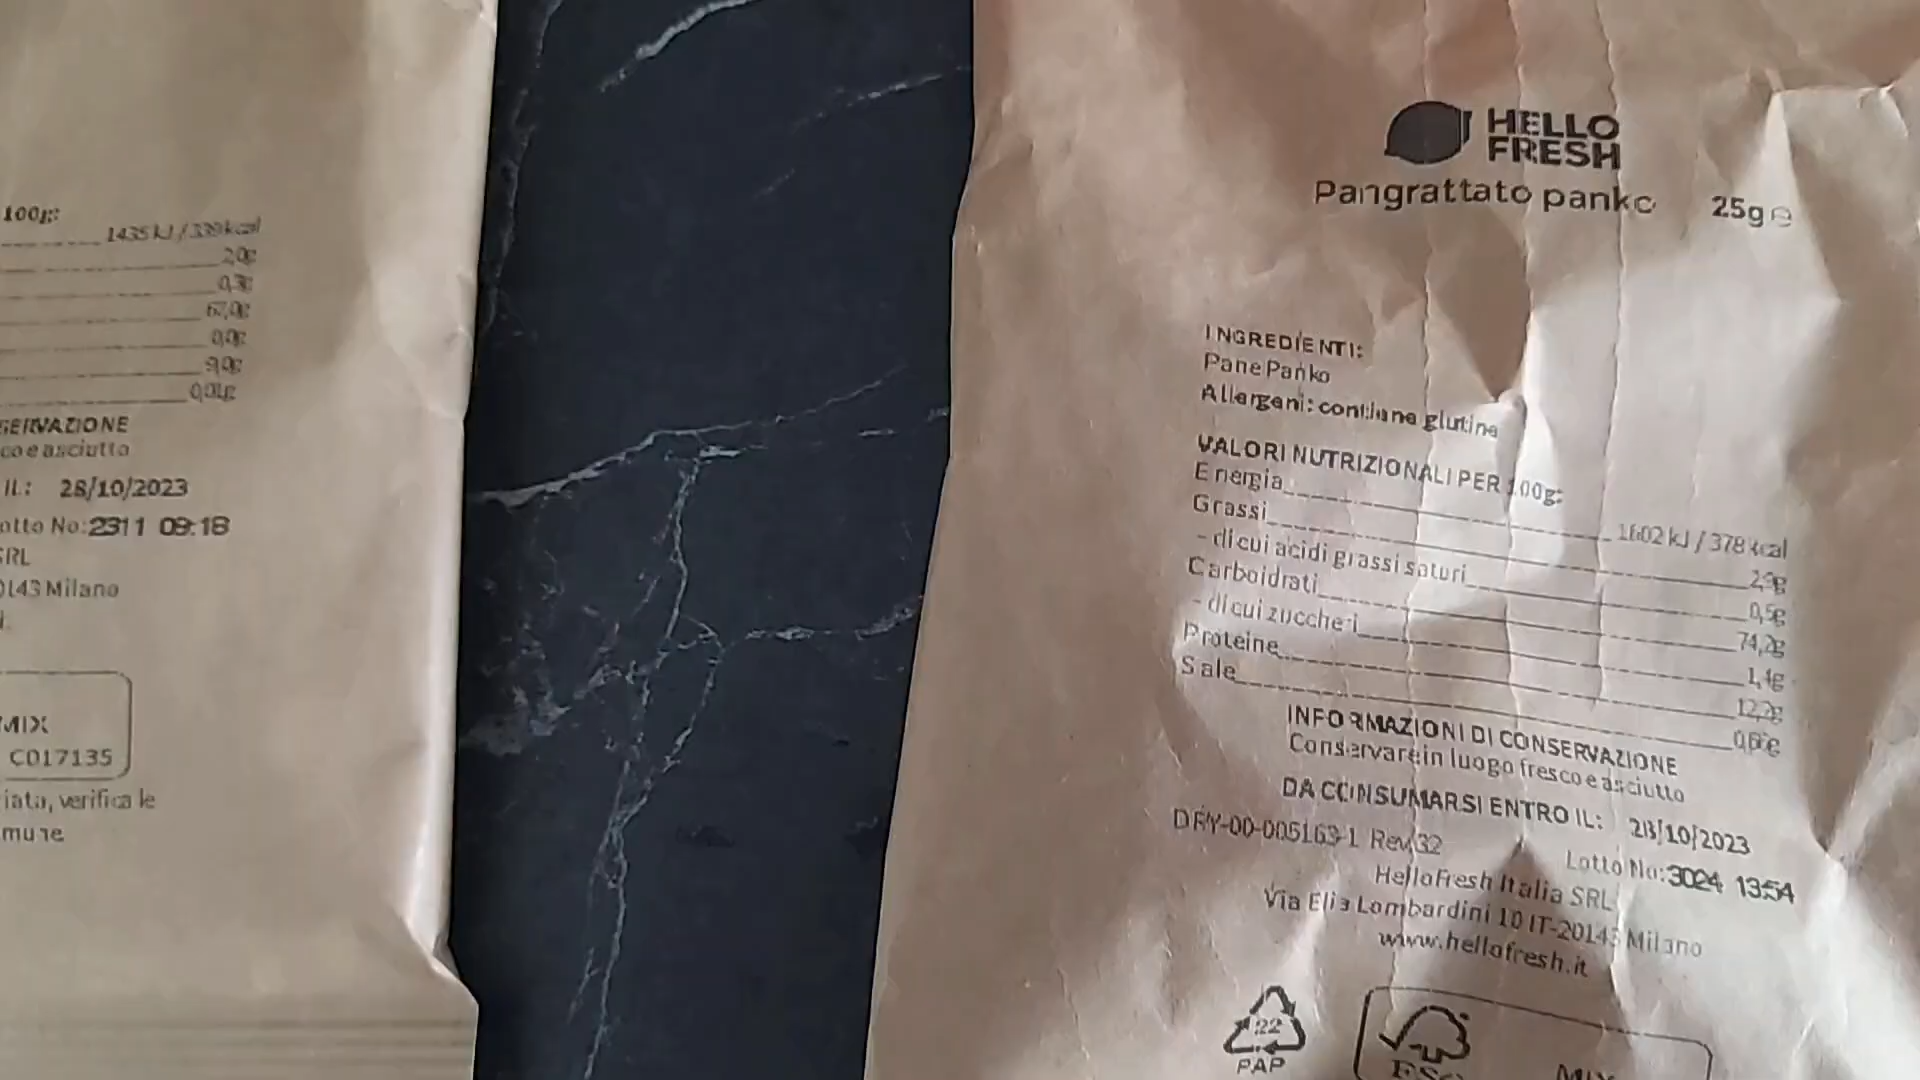 100g:
1435 kJ / 339 kcal
2,0g
0,3g
67,0g
0,0g
9,0g
0,01g
SERVAZIONE
co e asciutto
IL: 28/10/2023
otto No: 2311 09:18
SRL
0143 Milano
MIX
C017135
iata, verifica le
mune
HELLO
FRESH
Pangrattato panko 25g e
INGREDIENTI:
Pane Panko
Allergeni: contiene glutine
VALORI NUTRIZIONALI PER 100g:
Energia 1602 kJ / 378 kcal
Grassi 2,9g
- di cui acidi grassi saturi 0,5g
Carboidrati 74,2g
- di cui zuccheri 1,4g
Proteine 12,2g
Sale
INFORMAZIONI DI CONSERVAZIONE
Conservare in luogo fresco e asciutto
DA CONSUMARSI ENTRO IL: 28/10/2023
DRY-00-005163-1 Rev 32
Lotto No: 3024 13:54
HelloFresh Italia SRL
Via Elia Lombardini 10 IT-20143 Milano
www.hellofresh.it
22
PAP
FSC
MIX